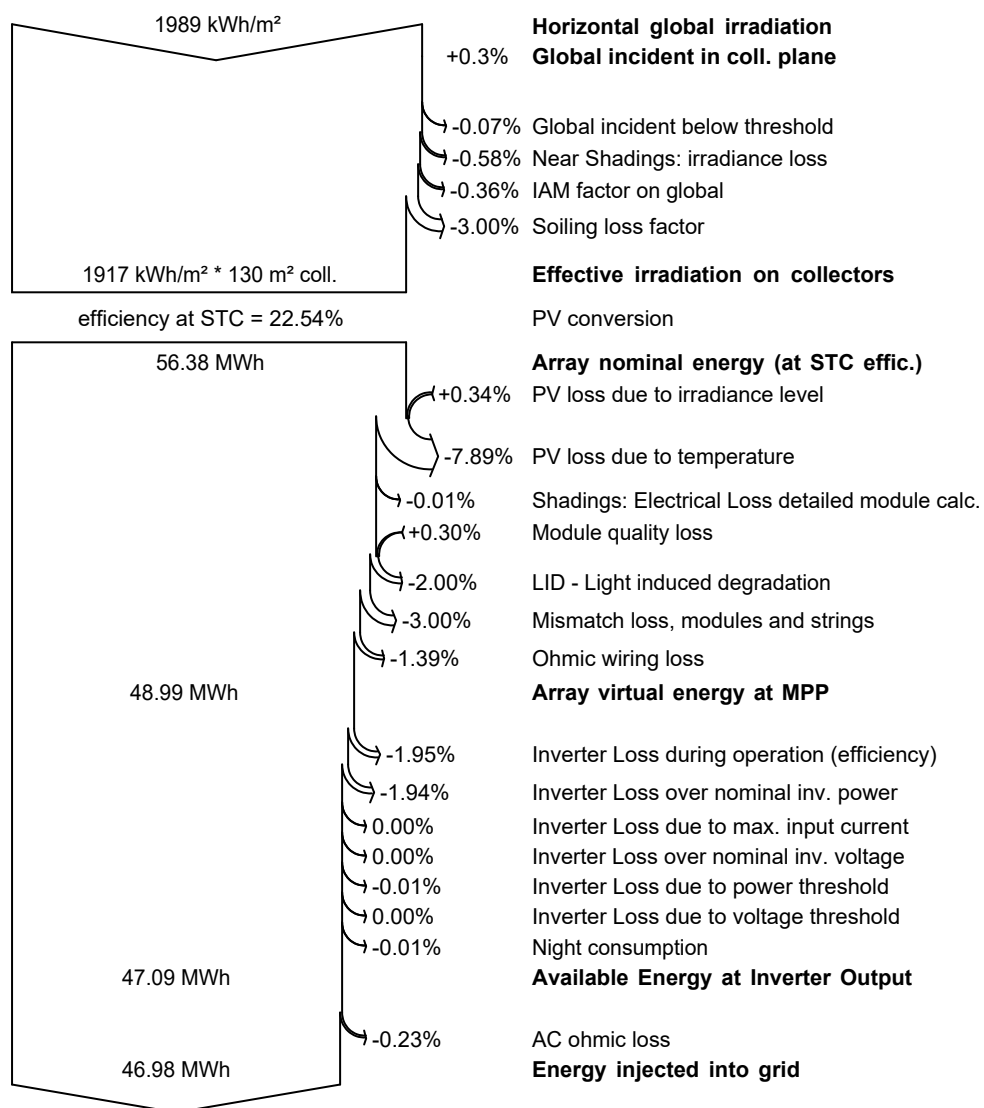 1989 kWh/m² Horizontal global irradiation
+0.3% Global incident in coll. plane
-0.07% Global incident below threshold
-0.58% Near Shadings: irradiance loss
-0.36% IAM factor on global
-3.00% Soiling loss factor
1917 kWh/m² * 130 m² coll. Effective irradiation on collectors
efficiency at STC = 22.54% PV conversion
56.38 MWh Array nominal energy (at STC effic.)
+0.34% PV loss due to irradiance level
-7.89% PV loss due to temperature
-0.01% Shadings: Electrical Loss detailed module calc.
+0.30% Module quality loss
-2.00% LID - Light induced degradation
-3.00% Mismatch loss, modules and strings
-1.39% Ohmic wiring loss
48.99 MWh Array virtual energy at MPP
-1.95% Inverter Loss during operation (efficiency)
-1.94% Inverter Loss over nominal inv. power
0.00% Inverter Loss due to max. input current
0.00% Inverter Loss over nominal inv. voltage
-0.01% Inverter Loss due to power threshold
0.00% Inverter Loss due to voltage threshold
-0.01% Night consumption
47.09 MWh Available Energy at Inverter Output
-0.23% AC ohmic loss
46.98 MWh Energy injected into grid